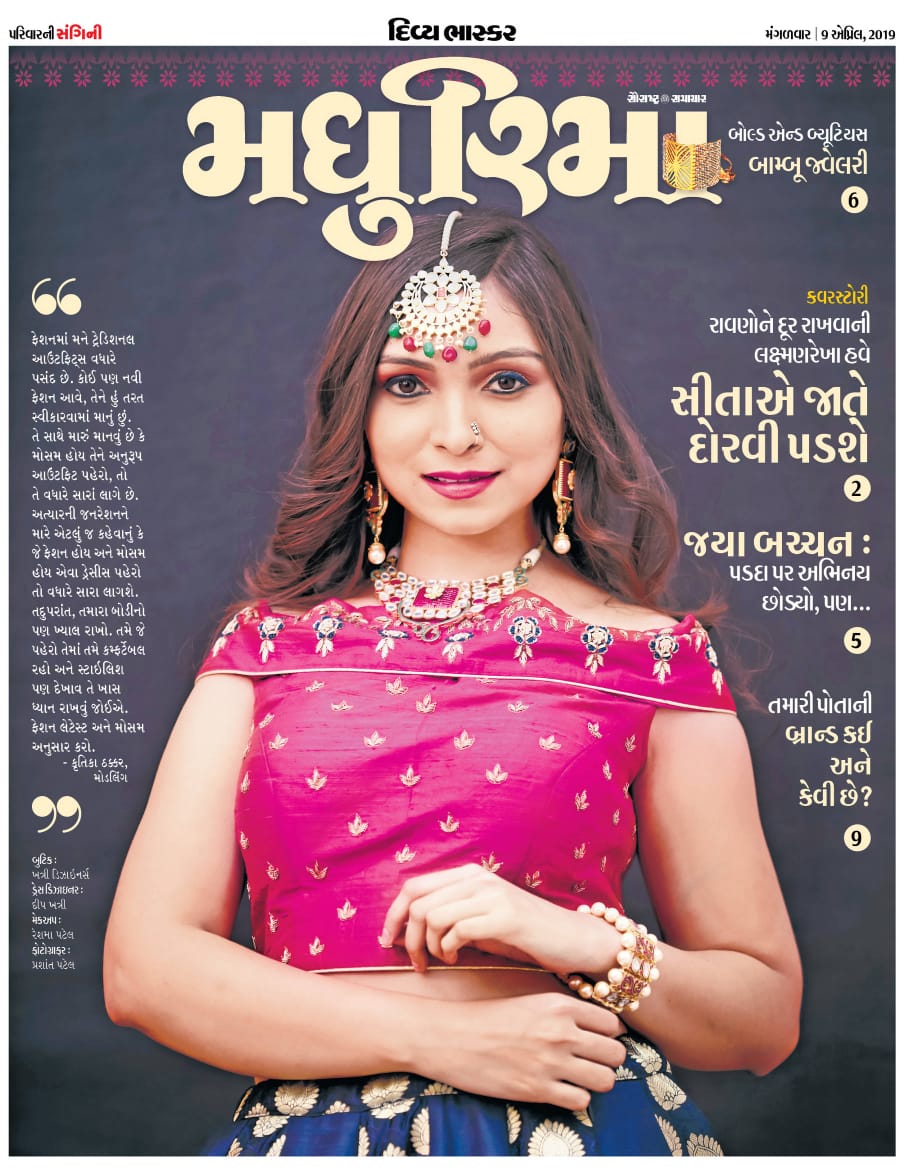 પરિવારની સંગિની
દિવ્ય ભાસ્કર
મંગળવાર | 9 એપ્રિલ, 2019
સૌરાષ્ટ્ર સમાચાર
મધુરિમા
બોલ્ડ એન્ડ બ્યૂટિયસ
બામ્બૂ જ્વેલરી
6
કવરસ્ટોરી
રાવણોને દૂર રાખવાની
લક્ષ્મણરેખા હવે
સીતાએ જાતે
દોરવી પડશે
2
જયા બચ્ચન :
પડદા પર અભિનય
છોડ્યો, પણ...
5
તમારી પોતાની
બ્રાન્ડ કઈ
અને
કેવી છે?
9
“
ફેશનમાં મને ટ્રેડિશનલ
આઉટફિટ્સ વધારે
પસંદ છે. કોઈ પણ નવી
ફેશન આવે, તેને હું તરત
સ્વીકારવામાં માનું છું.
તે સાથે મારું માનવું છે કે
મોસમ હોય તેને અનુરૂપ
આઉટફિટ પહેરો, તો
તે વધારે સારાં લાગે છે.
અત્યારની જનરેશનને
મારે એટલું જ કહેવાનું કે
જે ફેશન હોય અને મોસમ
હોય એવા ડ્રેસીસ પહેરો
તો વધારે સારા લાગશે.
તદુપરાંત, તમારા બોડીનો
પણ ખ્યાલ રાખો. તમે જે
પહેરો તેમાં તમે કમ્ફર્ટેબલ
રહો અને સ્ટાઈલિશ
પણ દેખાવ તે ખાસ
ધ્યાન રાખવું જોઈએ.
ફેશન લેટેસ્ટ અને મોસમ
અનુસાર કરો.
- કૃતિકા ઠક્કર,
મોડલિંગ
”
બુટિક :
ખત્રી ડિઝાઇનર્સ
ડ્રેસ ડિઝાઇનર :
દીપ ખત્રી
મેકઅપ :
રેશમા પટેલ
ફોટોગ્રાફર :
પ્રશાંત પટેલ